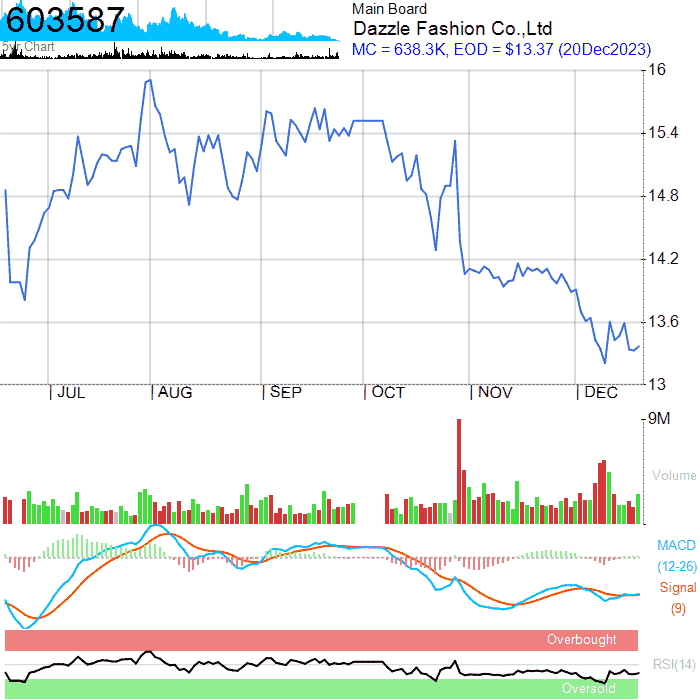 603587
5yr Chart
Main Board
Dazzle Fashion Co.,Ltd
MC = 638.3K, EOD = $13.37 (20Dec2023)
16
15.4
14.8
14.2
13.6
13
JUL AUG SEP OCT NOV DEC
9M
Volume
MACD
(12-26)
Signal
(9)
Overbought
RSI(14)
Oversold